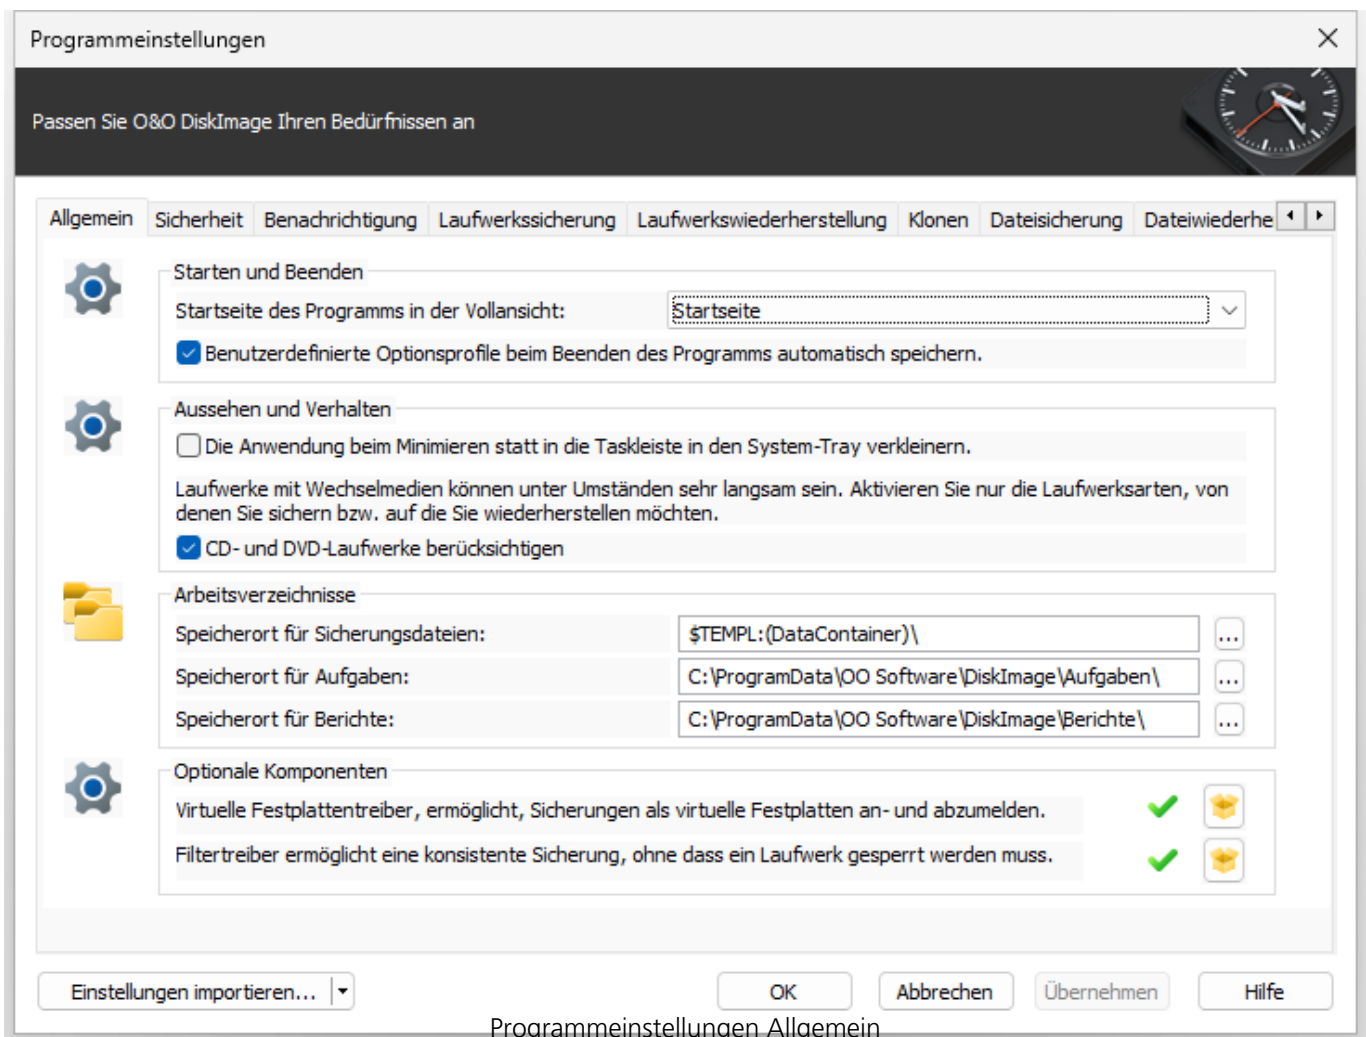 Programmeinstellungen
Passen Sie O&O DiskImage Ihren Bedürfnissen an
Allgemein Sicherheit Benachrichtigung Laufwerkssicherung Laufwerkswiederherstellung Klonen Dateisicherung Dateiwiederhe
Starten und Beenden
Startseite des Programms in der Vollansicht: Startseite
Benutzerdefinierte Optionsprofile beim Beenden des Programms automatisch speichern.
Aussehen und Verhalten
Die Anwendung beim Minimieren statt in die Taskleiste in den System-Tray verkleinern.
Laufwerke mit Wechselmedien können unter Umständen sehr langsam sein. Aktivieren Sie nur die Laufwerksarten, von
denen Sie sichern bzw. auf die Sie wiederherstellen möchten.
CD- und DVD-Laufwerke berücksichtigen
Arbeitsverzeichnisse
Speicherort für Sicherungsdateien: $TEMPL:(DataContainer)\ ...
Speicherort für Aufgaben: C:\ProgramData\OO Software\DiskImage\Aufgaben\ ...
Speicherort für Berichte: C:\ProgramData\OO Software\DiskImage\Berichte\ ...
Optionale Komponenten
Virtuelle Festplattentreiber, ermöglicht, Sicherungen als virtuelle Festplatten an- und abzumelden.
Filtertreiber ermöglicht eine konsistente Sicherung, ohne dass ein Laufwerk gesperrt werden muss.
Einstellungen importieren... OK Abbrechen Übernehmen Hilfe
Programmeinstellungen Allgemein